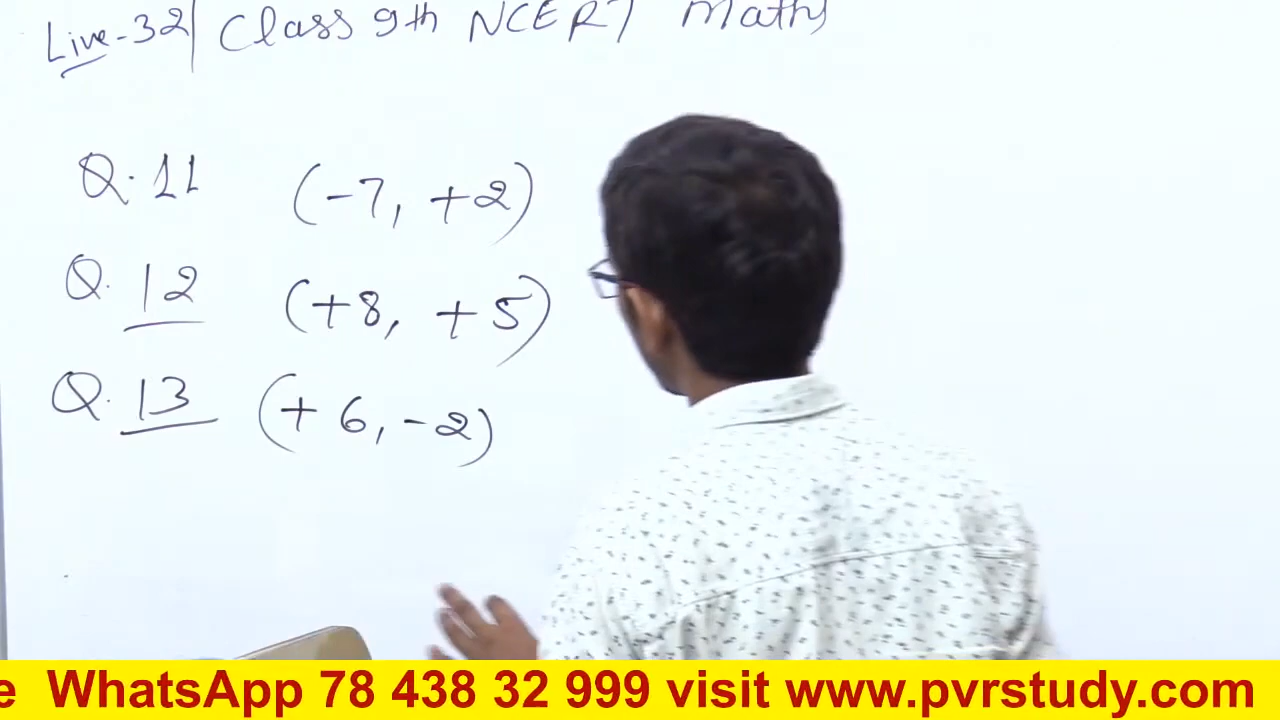 Live-32| Class 9th NCERT Maths
Q. 11 (-7, +2)
Q. 12 (+8, +5)
Q. 13 (+ 6, -2)
e WhatsApp 78 438 32 999 visit www.pvrstudy.com